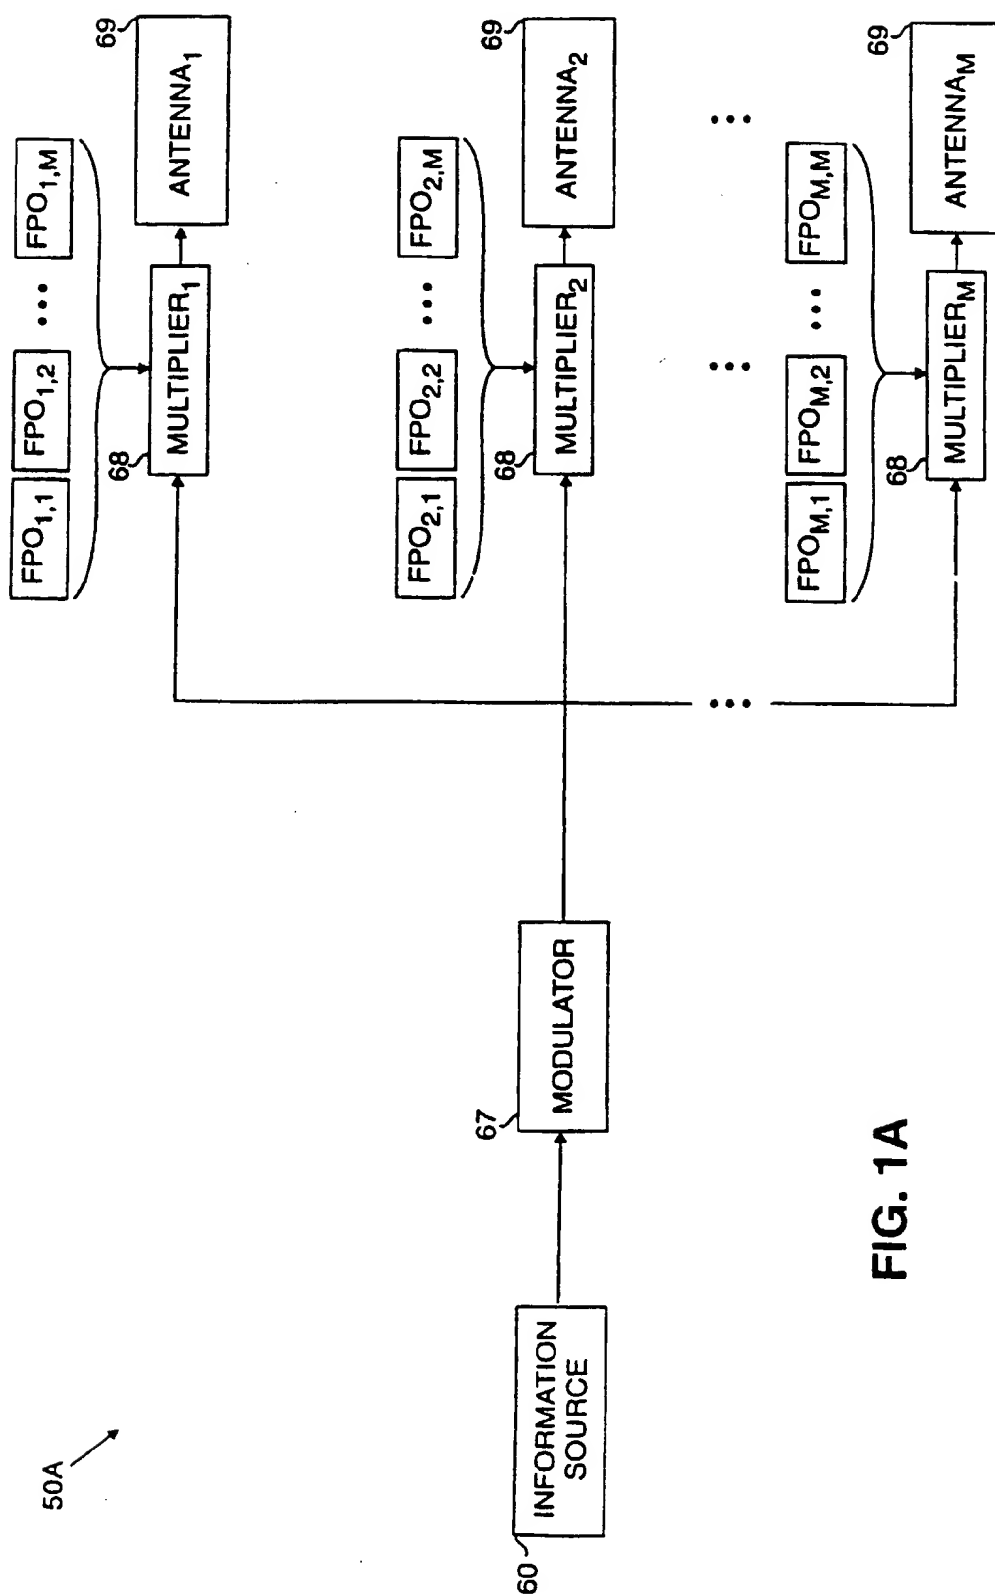 50A
60
INFORMATION
SOURCE
67
MODULATOR
FPO1,1
FPO1,2
•••
FPO1,M
68
MULTIPLIER1
69
ANTENNA1
FPO2,1
FPO2,2
•••
FPO2,M
68
MULTIPLIER2
69
ANTENNA2
•••
•••
•••
FPOM,1
FPOM,2
•••
FPOM,M
68
MULTIPLIERM
69
ANTENNAM
FIG. 1A